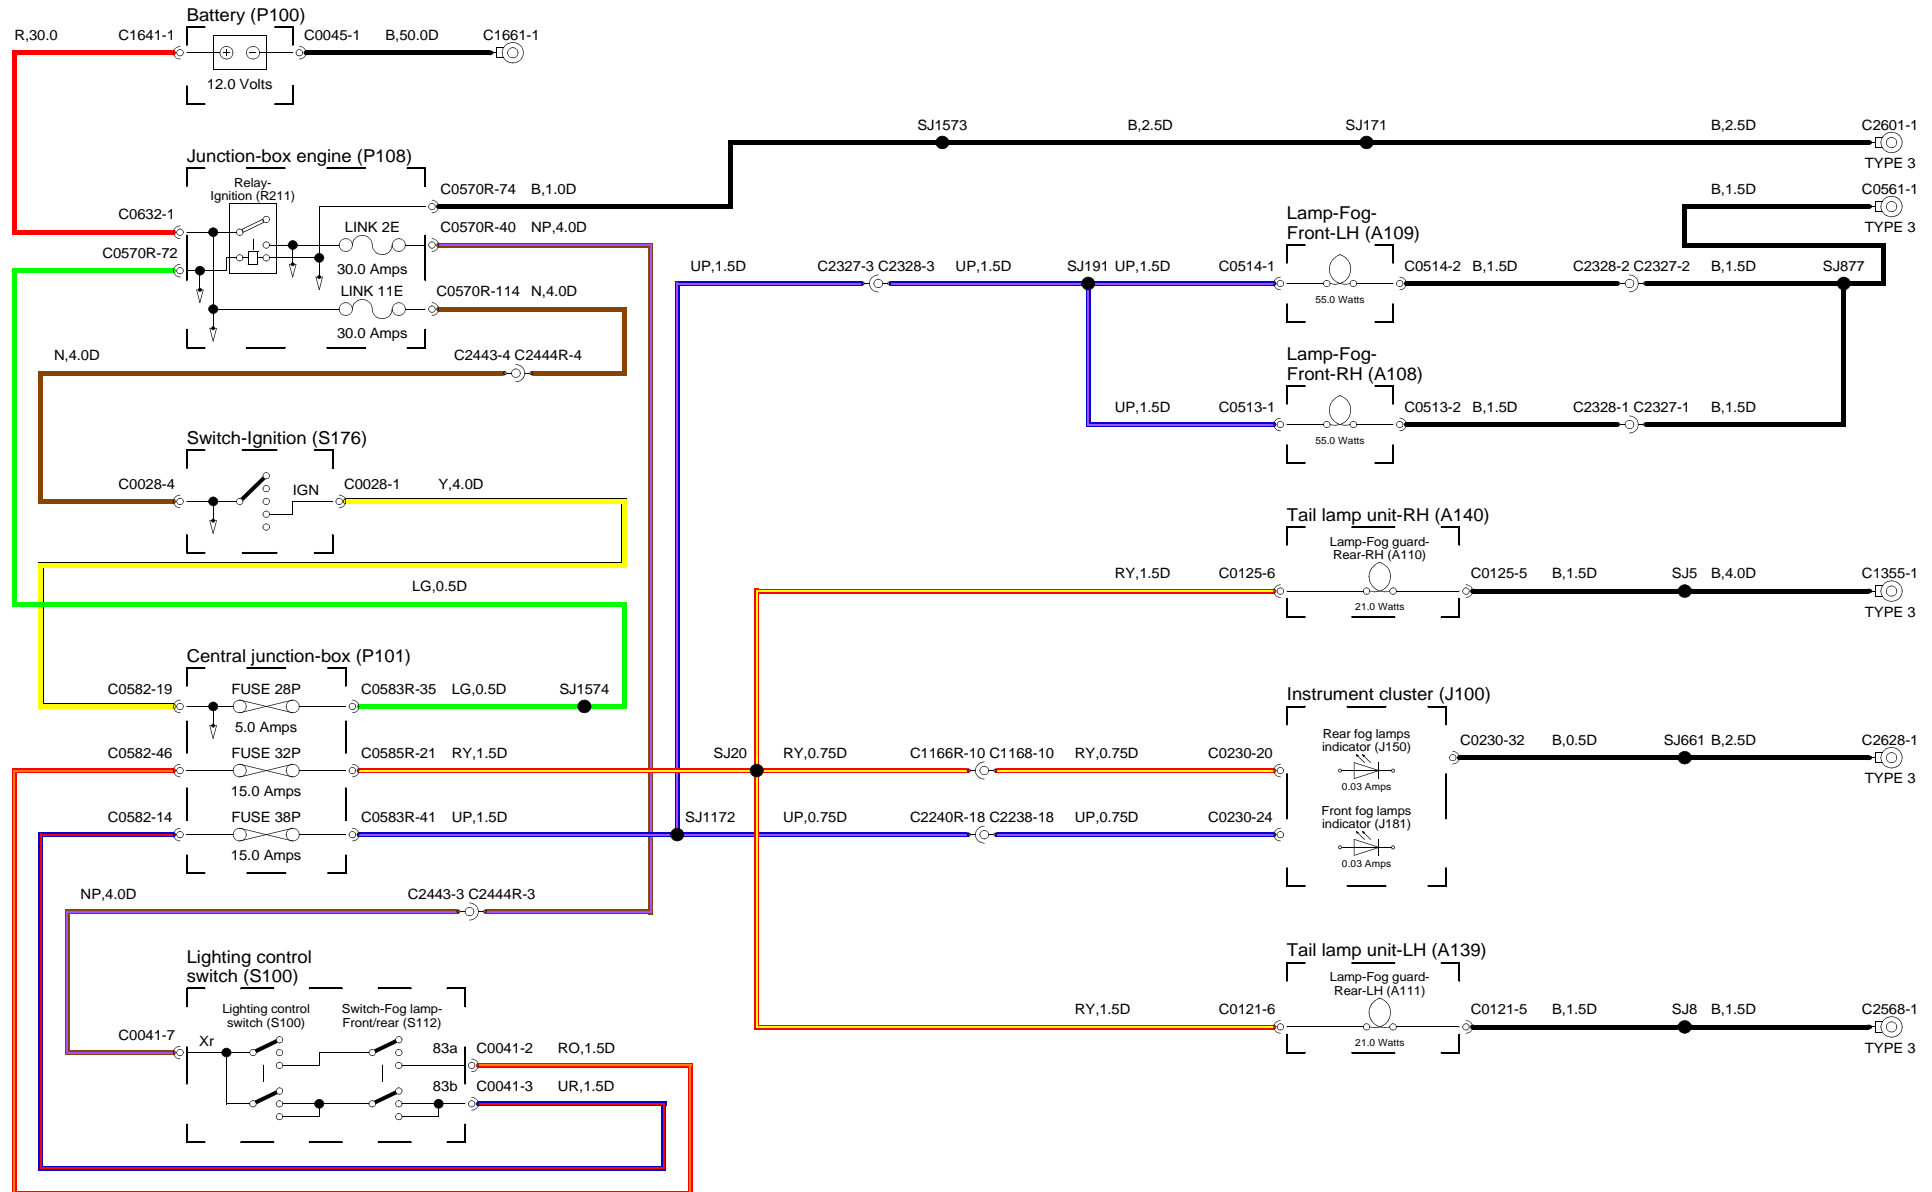 Battery (P100)
R,30.0 C1641-1 C0045-1 B,50.0D C1661-1
12.0 Volts
SJ1573 B,2.5D SJ171 B,2.5D C2601-1
TYPE 3
Junction-box engine (P108)
Relay-
Ignition (R211)
C0570R-74 B,1.0D
C0632-1
LINK 2E
C0570R-40 NP,4.0D
C0570R-72
30.0 Amps
LINK 11E
C0570R-114 N,4.0D
30.0 Amps
N,4.0D C2443-4 C2444R-4
B,1.5D C0561-1
TYPE 3
Lamp-Fog-
Front-LH (A109)
UP,1.5D C2327-3 C2328-3 UP,1.5D SJ191 UP,1.5D C0514-1 C0514-2 B,1.5D C2328-2 C2327-2 B,1.5D SJ877
55.0 Watts
Lamp-Fog-
Front-RH (A108)
UP,1.5D C0513-1 C0513-2 B,1.5D C2328-1 C2327-1 B,1.5D
55.0 Watts
Switch-Ignition (S176)
C0028-4 IGN C0028-1 Y,4.0D
LG,0.5D
Tail lamp unit-RH (A140)
Lamp-Fog guard-
Rear-RH (A110)
RY,1.5D C0125-6 C0125-5 B,1.5D SJ5 B,4.0D C1355-1
21.0 Watts
TYPE 3
Central junction-box (P101)
C0582-19 FUSE 28P C0583R-35 LG,0.5D SJ1574
5.0 Amps
C0582-46 FUSE 32P C0585R-21 RY,1.5D SJ20 RY,0.75D C1166R-10 C1168-10 RY,0.75D C0230-20
15.0 Amps
C0582-14 FUSE 38P C0583R-41 UP,1.5D SJ1172 UP,0.75D C2240R-18 C2238-18 UP,0.75D C0230-24
15.0 Amps
Instrument cluster (J100)
Rear fog lamps
indicator (J150)
0.03 Amps
C0230-32 B,0.5D SJ661 B,2.5D C2628-1
TYPE 3
Front fog lamps
indicator (J181)
0.03 Amps
NP,4.0D C2443-3 C2444R-3
Lighting control
switch (S100)
Lighting control
switch (S100)
Switch-Fog lamp-
Front/rear (S112)
C0041-7 Xr
83a C0041-2 RO,1.5D
83b C0041-3 UR,1.5D
Tail lamp unit-LH (A139)
Lamp-Fog guard-
Rear-LH (A111)
RY,1.5D C0121-6 C0121-5 B,1.5D SJ8 B,1.5D C2568-1
21.0 Watts
TYPE 3